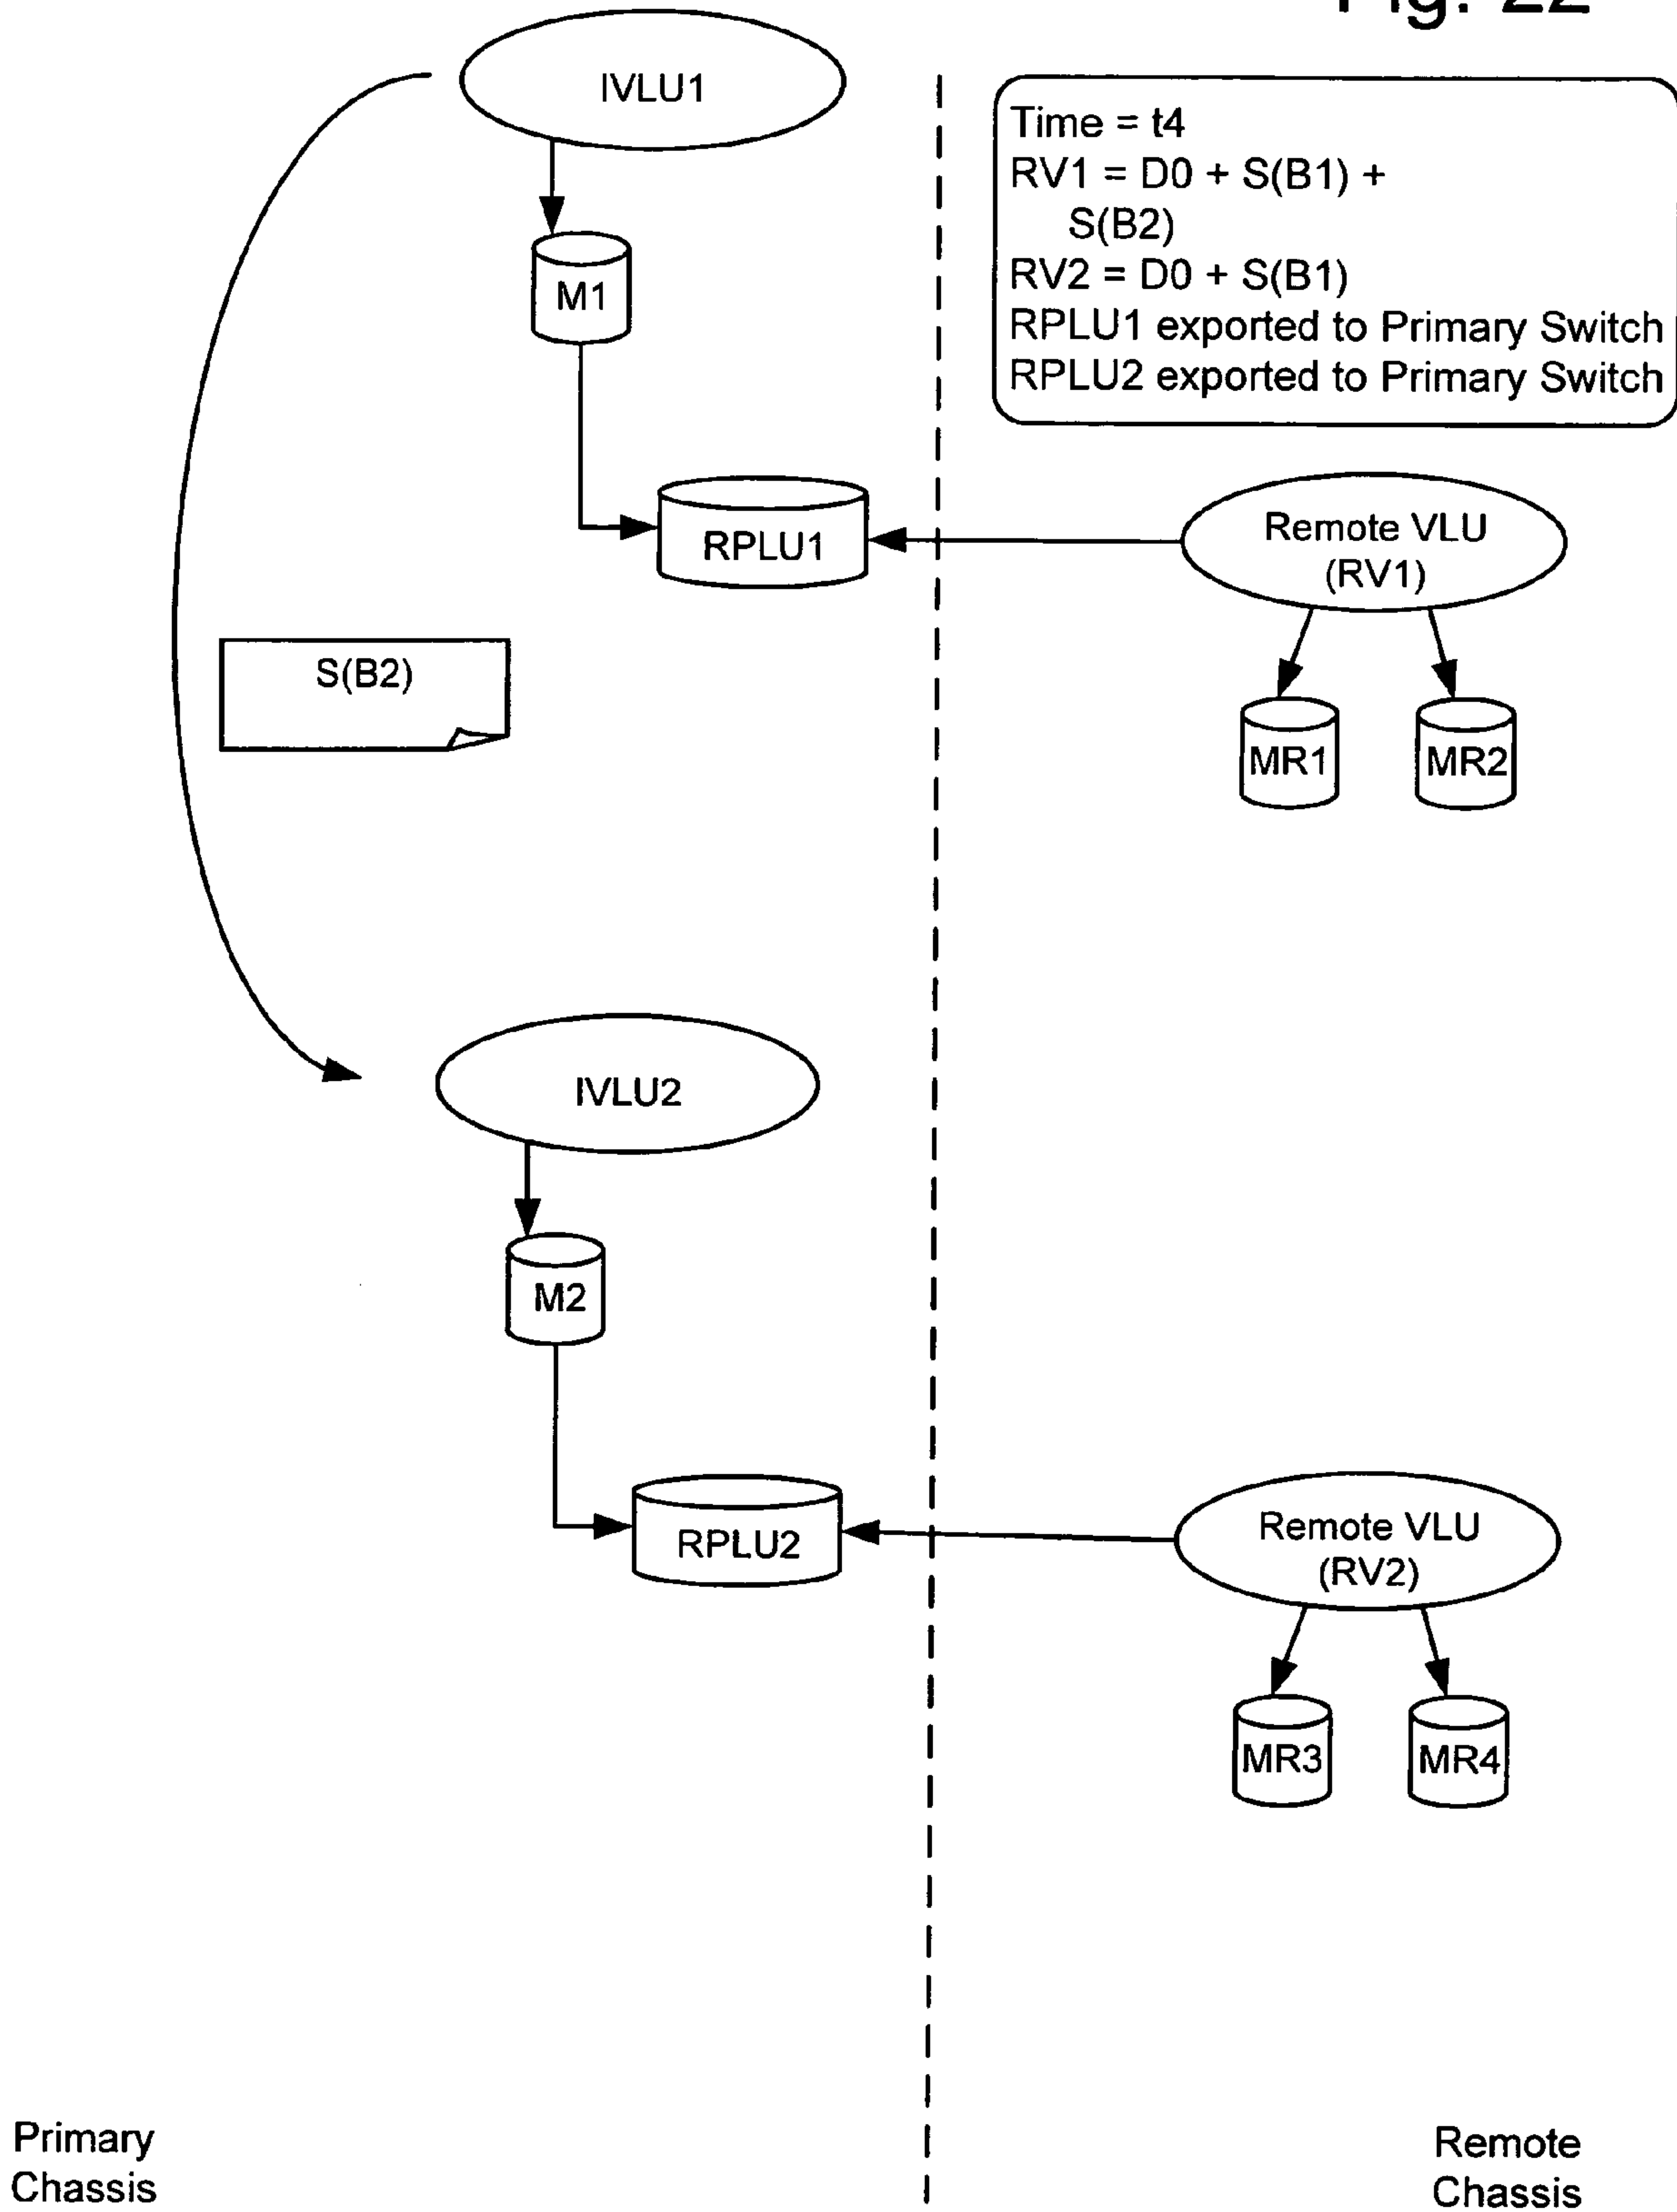 Fig. 22
IVLU1
Time = t4
RV1 = D0 + S(B1) +
S(B2)
RV2 = D0 + S(B1)
RPLU1 exported to Primary Switch
RPLU2 exported to Primary Switch
M1
RPLU1
Remote VLU
(RV1)
S(B2)
MR1
MR2
IVLU2
M2
RPLU2
Remote VLU
(RV2)
MR3
MR4
Primary
Chassis
Remote
Chassis